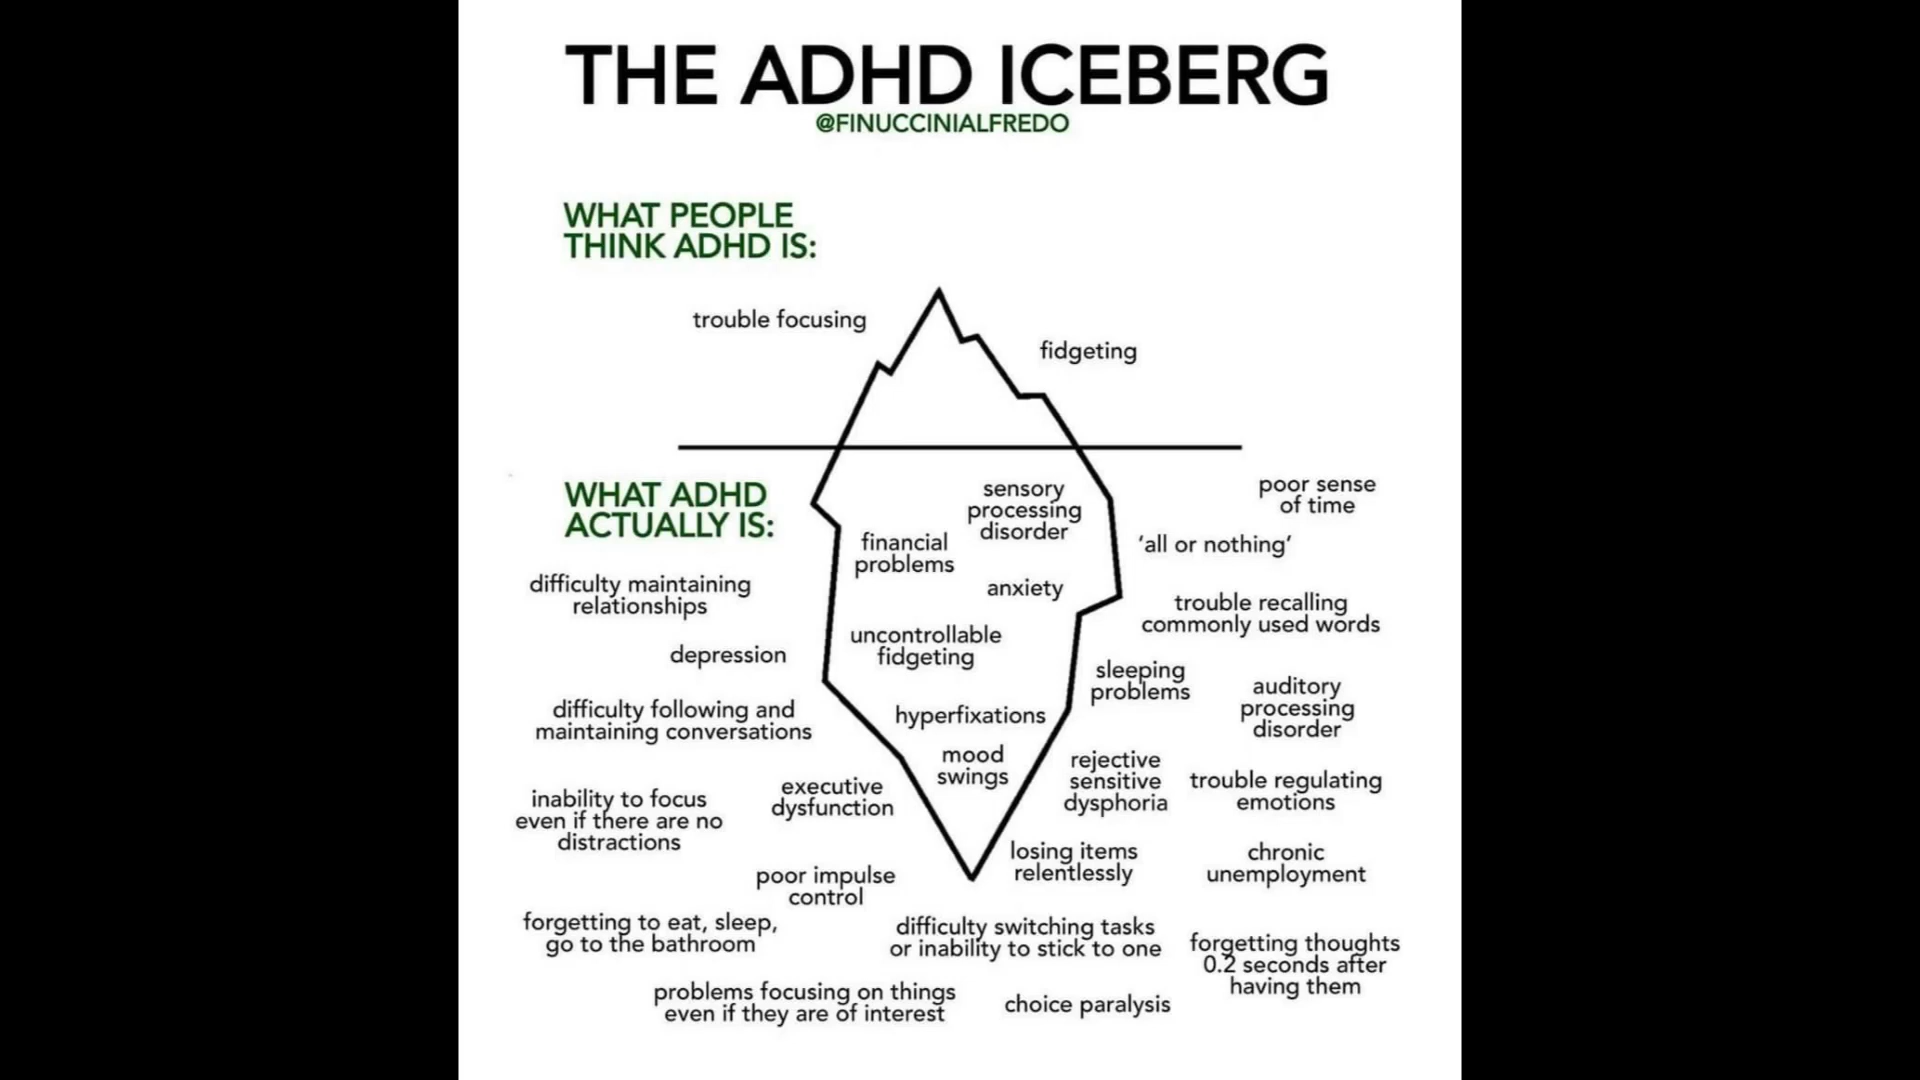 THE ADHD ICEBERG
@FINUCCINIALFREDO
WHAT PEOPLE
THINK ADHD IS:
trouble focusing
fidgeting
WHAT ADHD
ACTUALLY IS:
sensory
processing
disorder
poor sense
of time
financial
problems
'all or nothing'
anxiety
difficulty maintaining
relationships
trouble recalling
commonly used words
uncontrollable
fidgeting
depression
sleeping
problems
auditory
processing
disorder
difficulty following and
maintaining conversations
hyperfixations
mood
swings
rejective
sensitive
dysphoria
trouble regulating
emotions
executive
dysfunction
inability to focus
even if there are no
distractions
losing items
relentlessly
chronic
unemployment
poor impulse
control
forgetting to eat, sleep,
go to the bathroom
difficulty switching tasks
or inability to stick to one
forgetting thoughts
0.2 seconds after
having them
problems focusing on things
even if they are of interest
choice paralysis